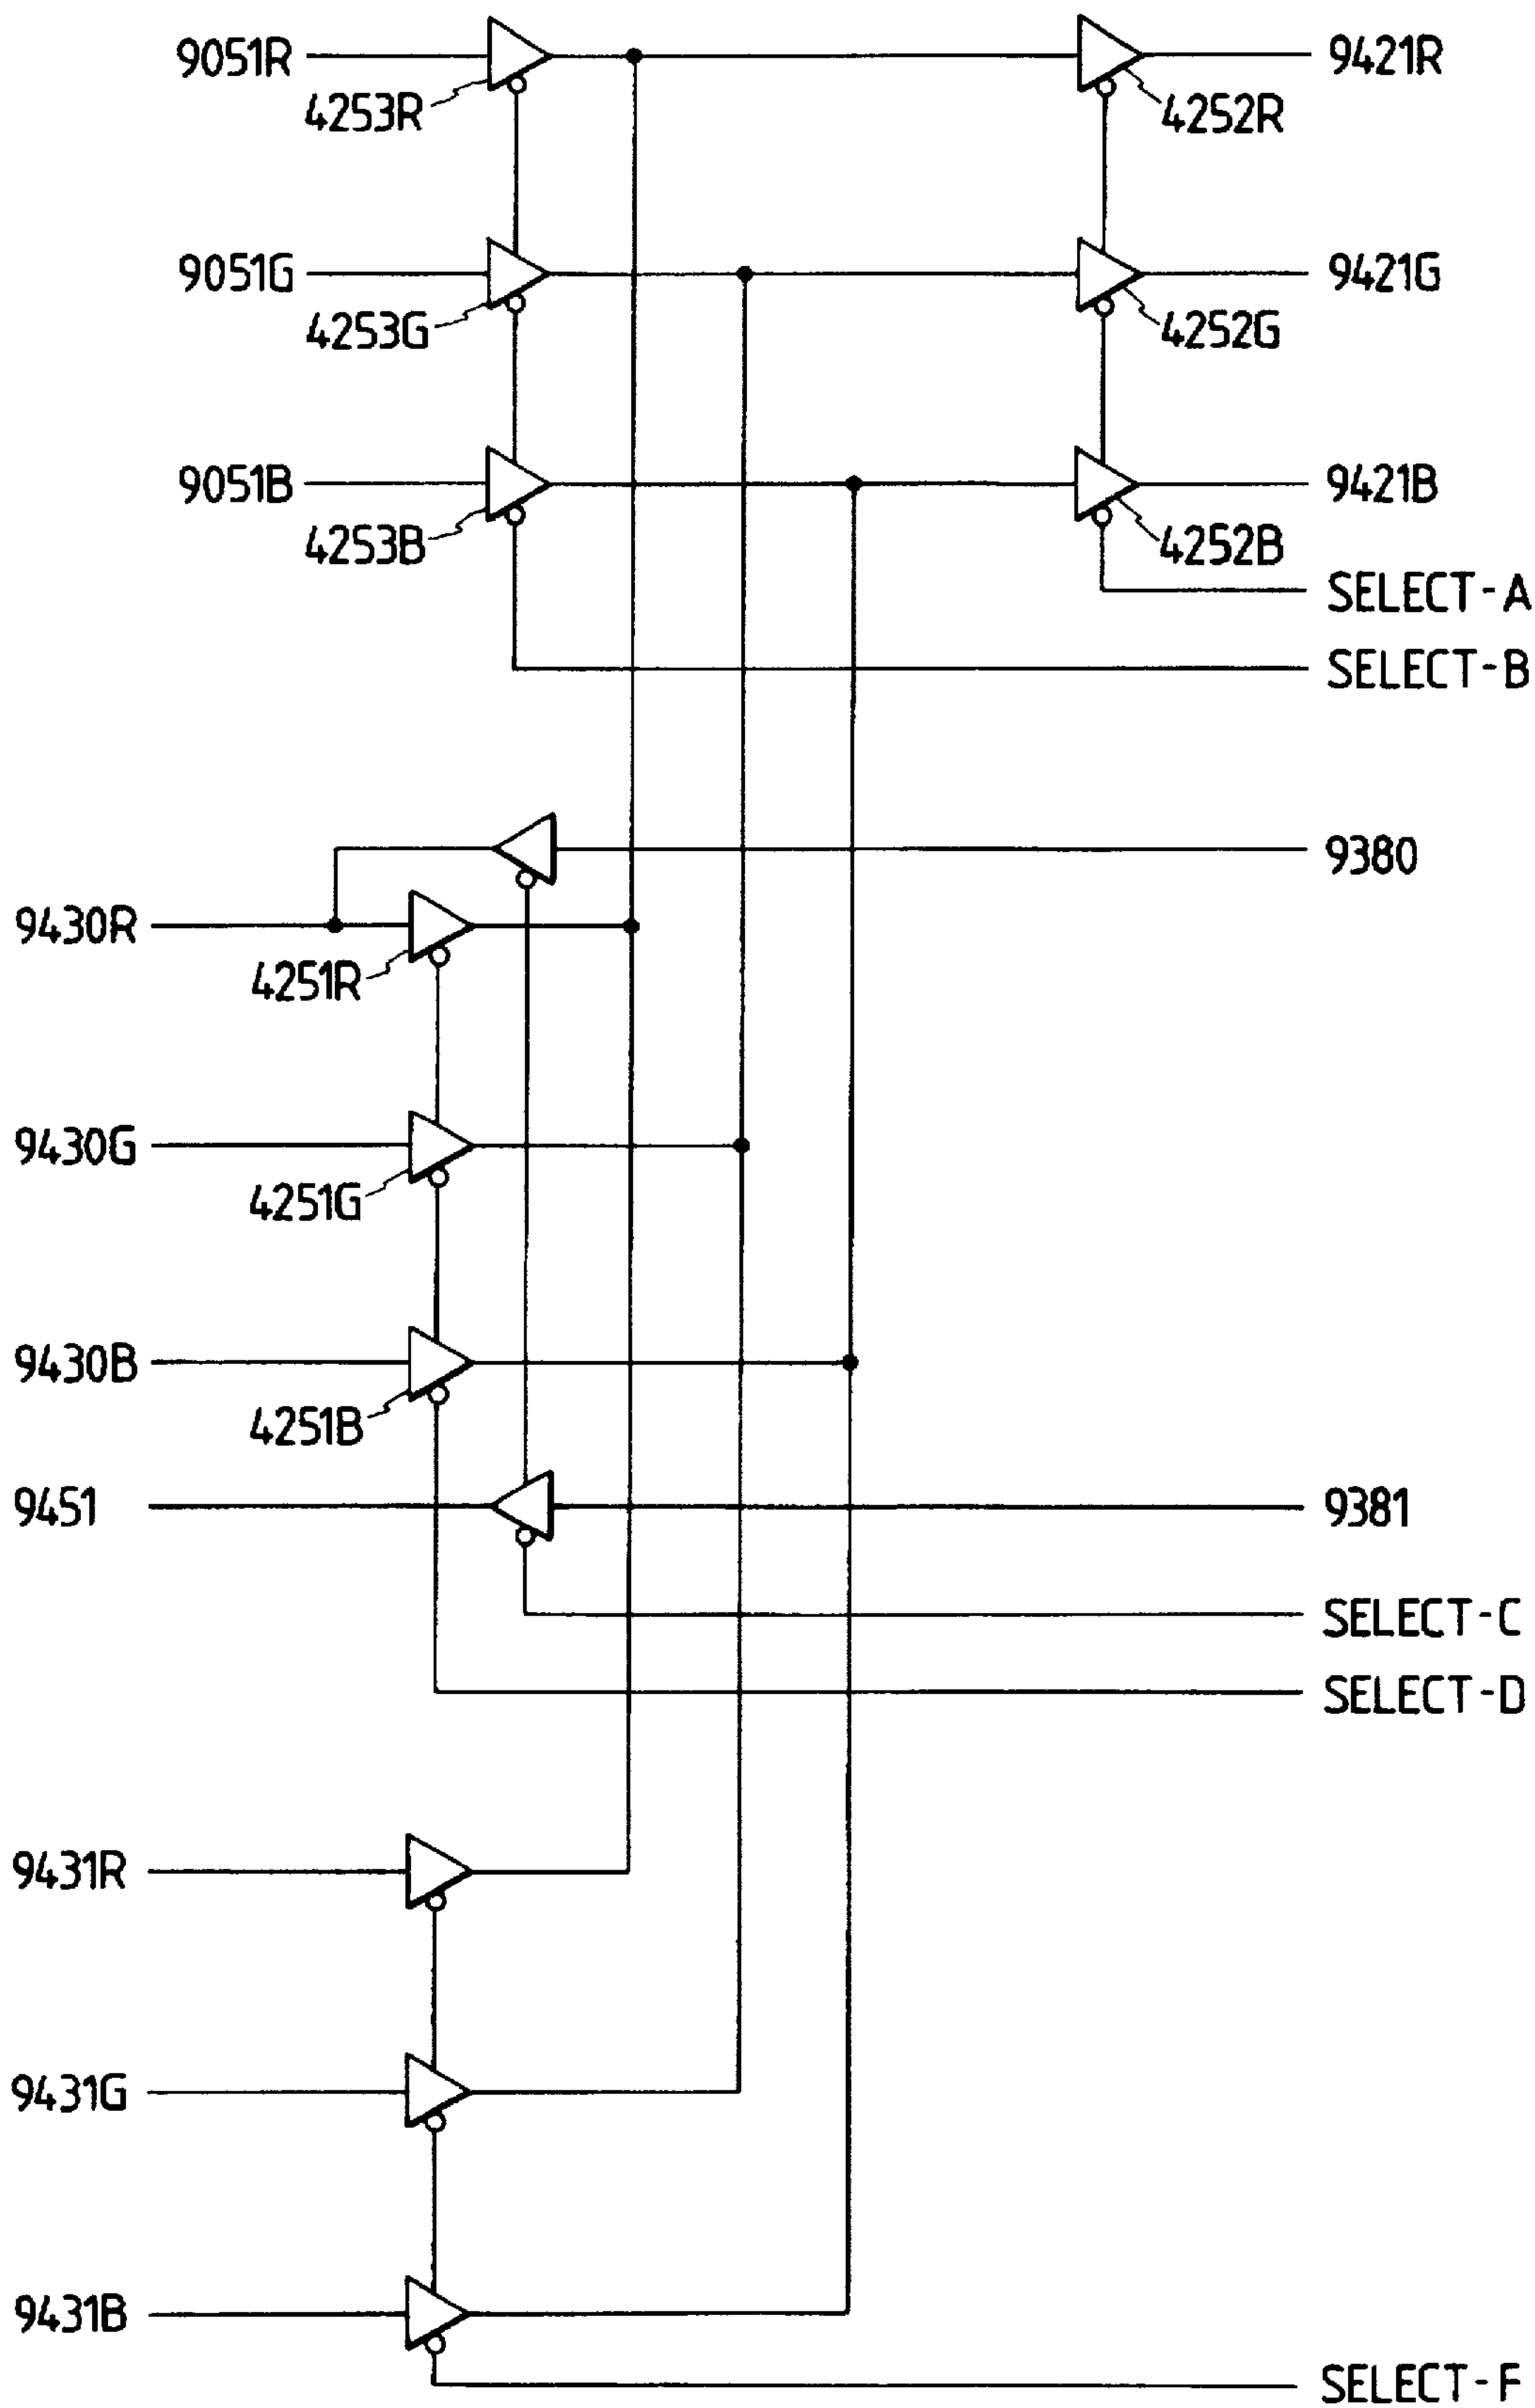 9051R
9421R
4253R
4252R
9051G
9421G
4253G
4252G
9051B
9421B
4253B
4252B
SELECT-A
SELECT-B
9380
9430R
4251R
9430G
4251G
9430B
4251B
9451
9381
SELECT-C
SELECT-D
9431R
9431G
9431B
SELECT-F